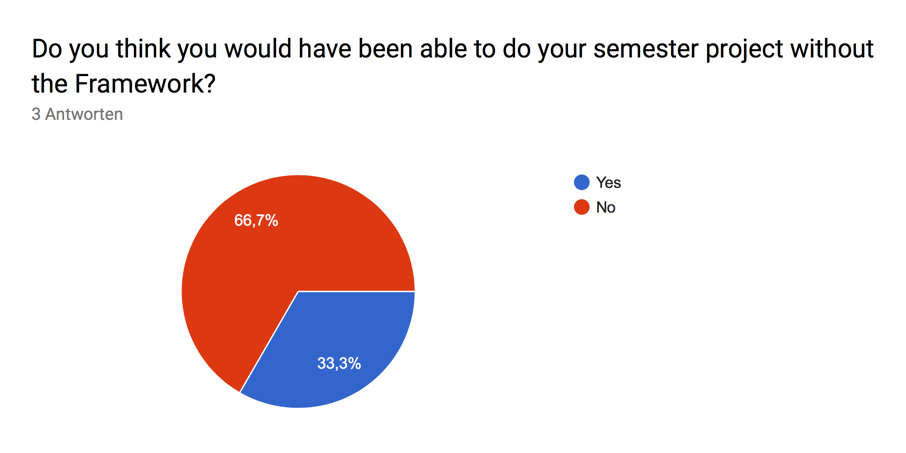 Do you think you would have been able to do your semester project without
the Framework?
3 Antworten
Yes
No
66,7%
33,3%